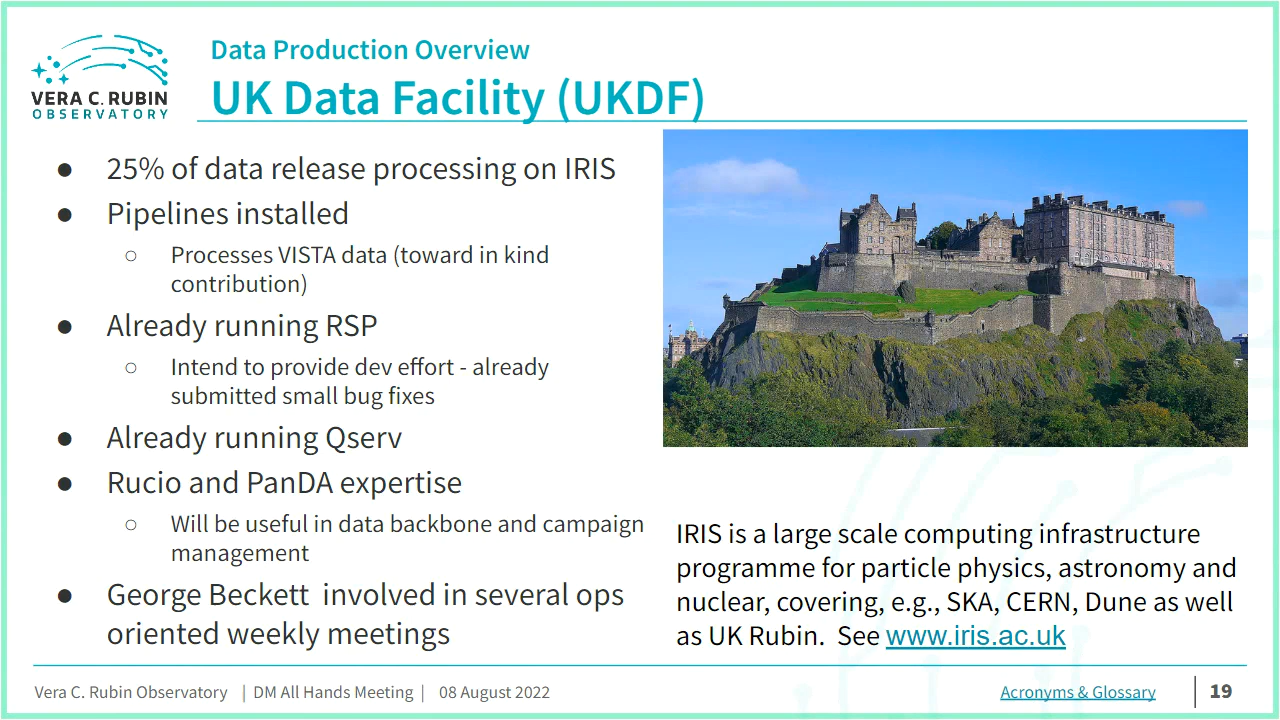 VERA C. RUBIN
OBSERVATORY
Data Production Overview
UK Data Facility (UKDF)
● 25% of data release processing on IRIS
● Pipelines installed
○ Processes VISTA data (toward in kind
contribution)
● Already running RSP
○ Intend to provide dev effort - already
submitted small bug fixes
● Already running Qserv
● Rucio and PanDA expertise
○ Will be useful in data backbone and campaign
management
● George Beckett  involved in several ops
oriented weekly meetings
IRIS is a large scale computing infrastructure
programme for particle physics, astronomy and
nuclear, covering, e.g., SKA, CERN, Dune as well
as UK Rubin.  See www.iris.ac.uk
Vera C. Rubin Observatory | DM All Hands Meeting | 08 August 2022
Acronyms & Glossary | 19